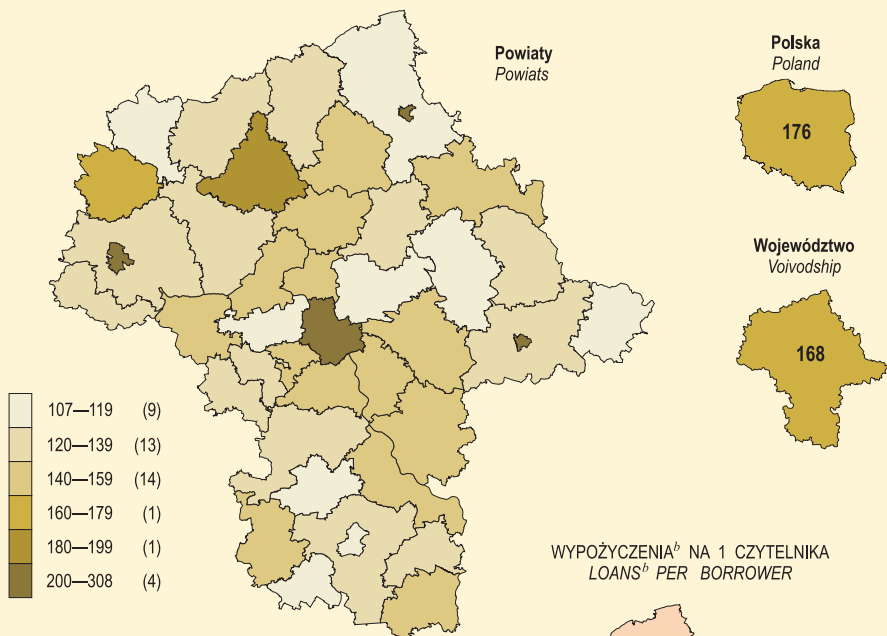 Powiaty
Powiats
Polska
Poland
176
Województwo
Voivodship
168
107—119 (9)
120—139 (13)
140—159 (14)
160—179 (1)
180—199 (1)
200—308 (4)
WYPOŻYCZENIAᵇ NA 1 CZYTELNIKA
LOANSᵇ PER BORROWER